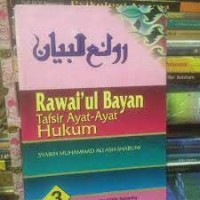 روائع البيان
Rawai'ul Bayan
Tafsir Ayat-Ayat
Hukum
SYAIKH MUHAMMAD ALI ASH-SHABUNI
3